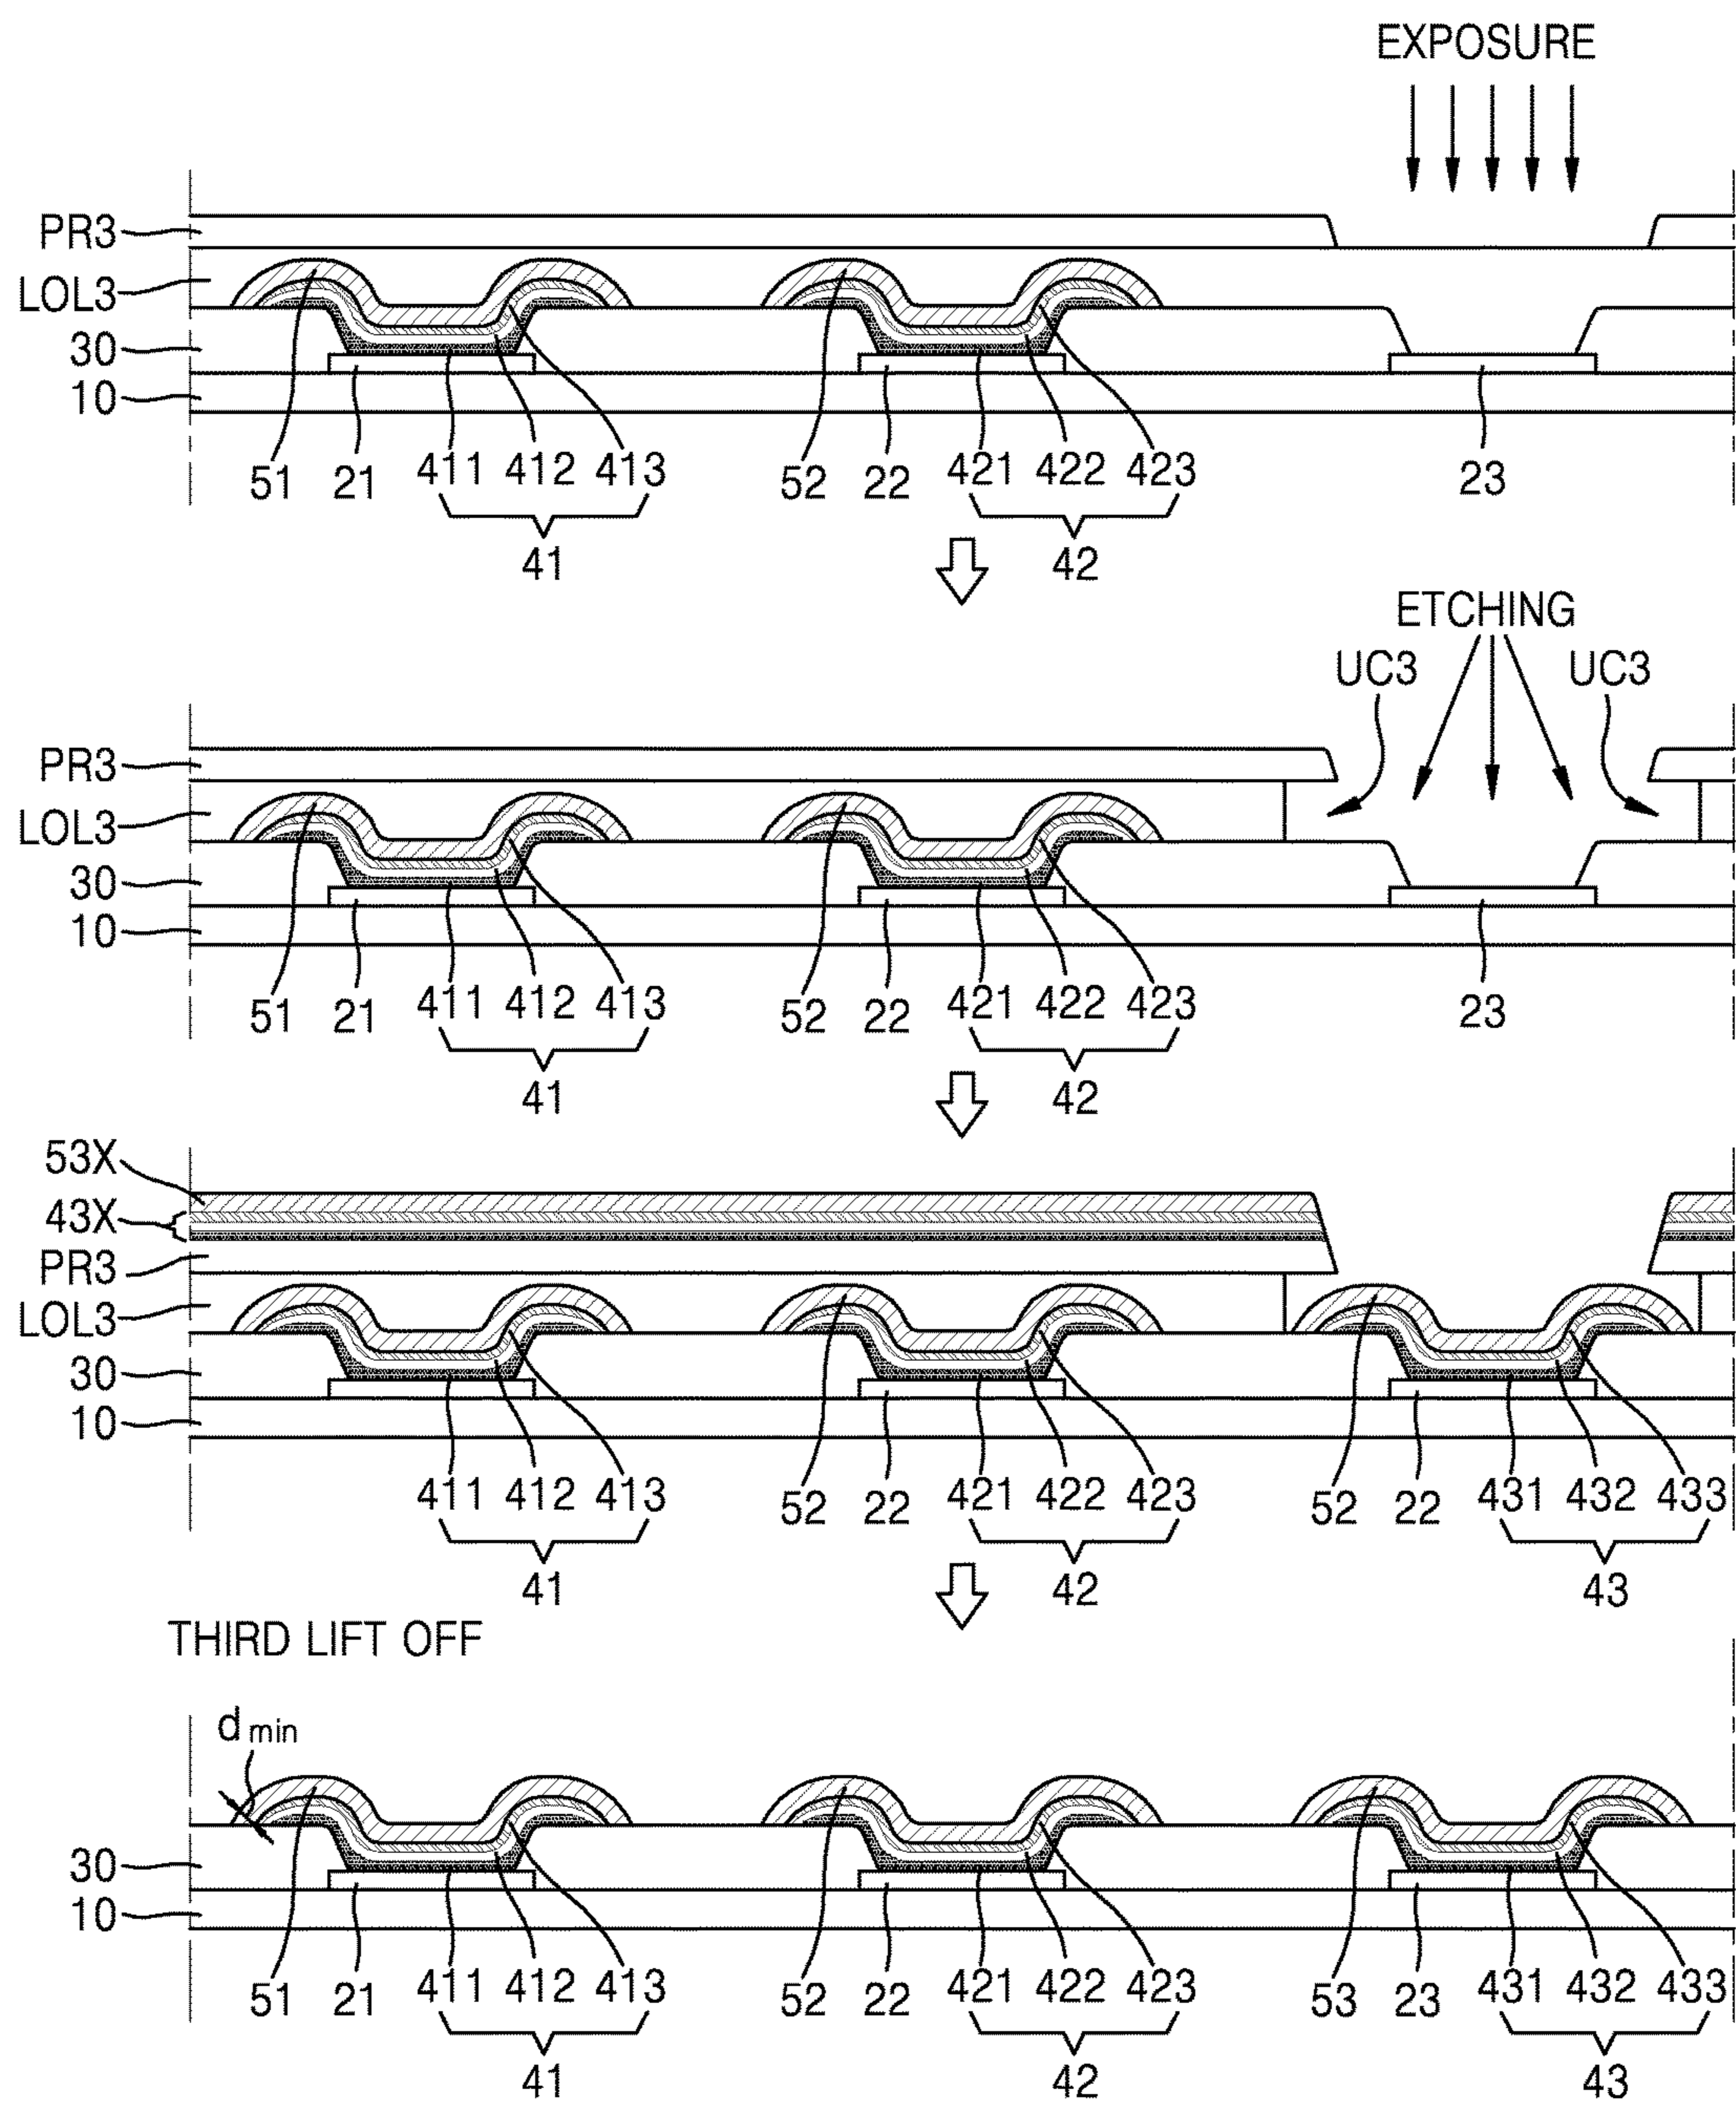 EXPOSURE
PR3
LOL3
30
10
51 21 411 412 413 52 22 421 422 423 23
41 42
ETCHING
UC3 UC3
PR3
LOL3
30
10
51 21 411 412 413 52 22 421 422 423 23
41 42
53X
43X
PR3
LOL3
30
10
411 412 413 52 22 421 422 423 52 22 431 432 433
41 42 43
THIRD LIFT OFF
dmin
30
10
51 21 411 412 413 52 22 421 422 423 53 23 431 432 433
41 42 43